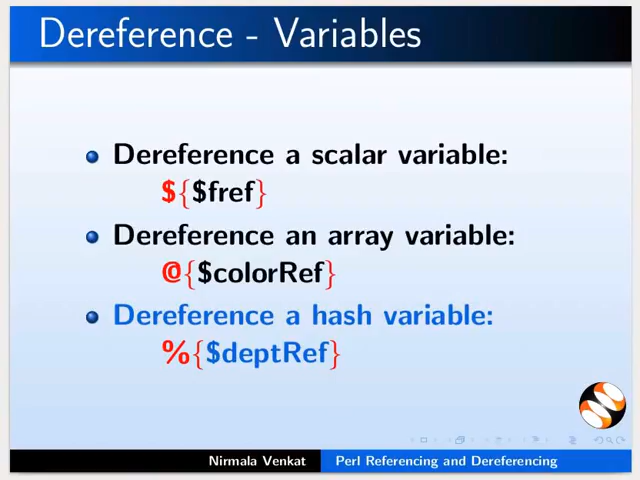 Dereference - Variables
Dereference a scalar variable:
${$fref}
Dereference an array variable:
@{$colorRef}
Dereference a hash variable:
%{$deptRef}
Nirmala Venkat Perl Referencing and Dereferencing